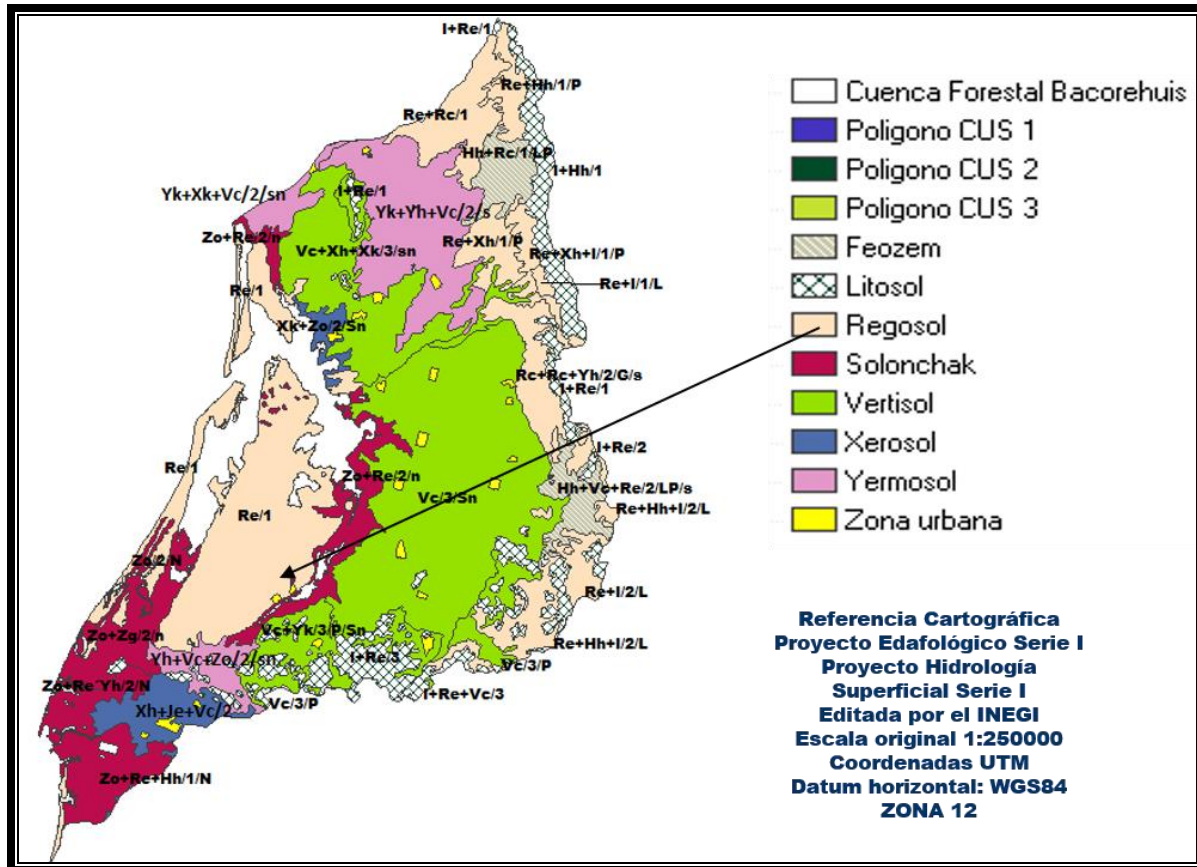 I+Re/1
Re+Hh/1/P
Re+Rc/1
Hh+Rc/1/LP
I+Hh/1
Yk+Xk+Vc/2/sn
I+Re/1
Yk+Yh+Vc/2/s
Zo+Re/2/n
Vc+Xh+Xk/3/sn
Re+Xh/1/P
Re+Xh+I/1/P
Re+I/1/L
Re/1
Xk+Zo/2/Sn
Rc+Rc+Yh/2/G/s
I+Re/1
I+Re/2
Re/1
Zo+Re/2/n
Vc/3/Sn
Hh+Vc+Re/2/LP/s
Re+Hh+I/2/L
Re/1
Zo/2/N
Re+I/2/L
Zo+Zg/2/n
Vc+Yk/3/P/Sn
Re+Hh+I/2/L
Yh+Vc+Zo/2/sn
I+Re/3
Vc/3/P
Zo+Re´Yh/2/N
Vc/3/P
I+Re+Vc/3
Xh+Je+Vc/2
Zo+Re+Hh/1/N
Cuenca Forestal Bacorehuis
Poligono CUS 1
Poligono CUS 2
Poligono CUS 3
Feozem
Litosol
Regosol
Solonchak
Vertisol
Xerosol
Yermosol
Zona urbana
Referencia Cartográfica
Proyecto Edafológico Serie I
Proyecto Hidrología
Superficial Serie I
Editada por el INEGI
Escala original 1:250000
Coordenadas UTM
Datum horizontal: WGS84
ZONA 12